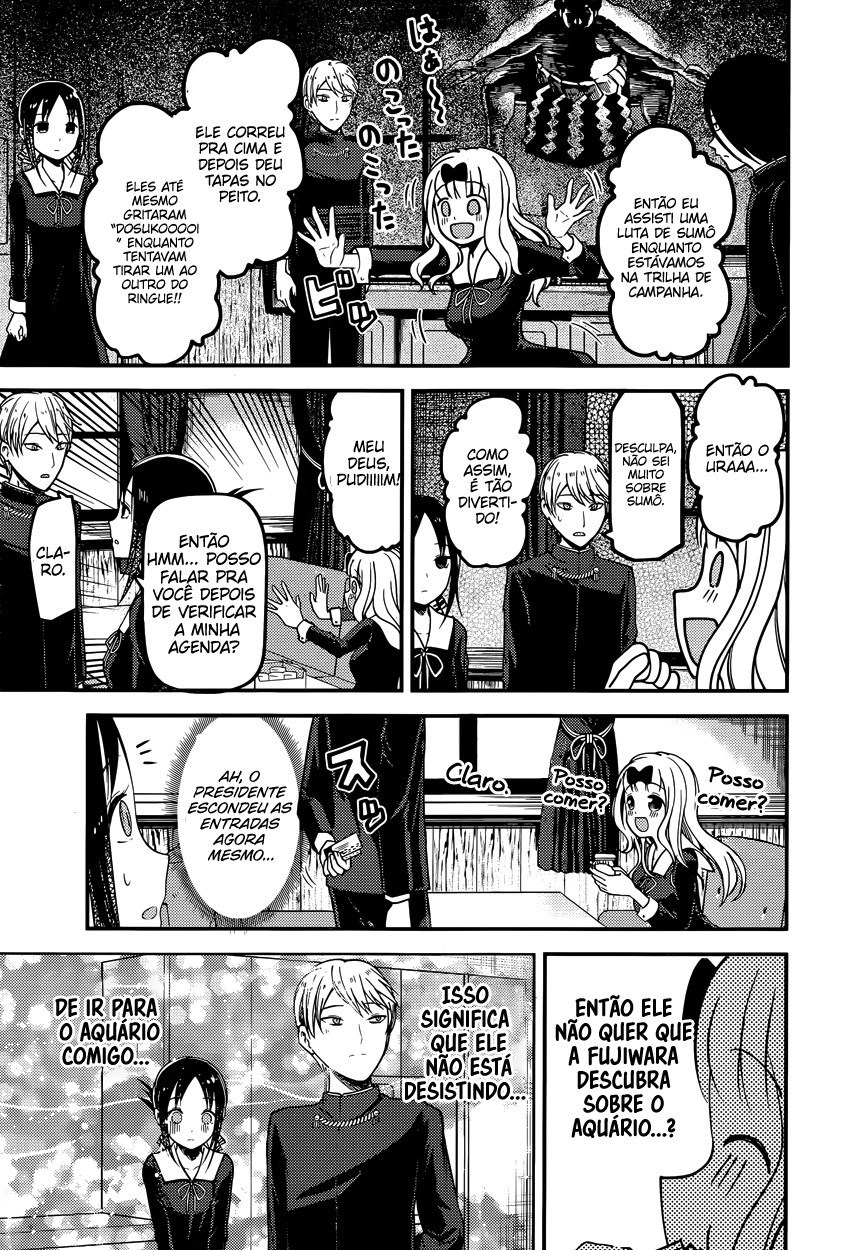 ENTÃO EU
ASSISTI UMA
LUTA DE SUMÔ
ENQUANTO
ESTÁVAMOS
NA TRILHA DE
CAMPANHA.
はぁ〜
のこった
のこった
ELE CORREU
PRA CIMA E
DEPOIS DEU
TAPAS NO
PEITO.
ELES ATÉ
MESMO
GRITARAM
"DOSUKOOOOI
" ENQUANTO
TENTAVAM
TIRAR UM AO
OUTRO DO
RINGUE!!
ENTÃO O
URAAA...
DESCULPA,
NÃO SEI
MUITO
SOBRE
SUMÔ.
COMO
ASSIM,
É TÃO
DIVERTI-
DO!
MEU
DEUS,
PUDIIIIIM!
ENTÃO
HMM... POSSO
FALAR PRA
VOCÊ DEPOIS
DE VERIFICAR
A MINHA
AGENDA?
CLA-
RO.
Posso
comer?
Posso
comer?
Claro.
スッ
AH, O
PRESIDENTE
ESCONDEU AS
ENTRADAS
AGORA
MESMO...
ENTÃO ELE
NÃO QUER QUE
A FUJIWARA
DESCUBRA
SOBRE O
AQUÁRIO...?
ISSO
SIGNIFICA
QUE ELE
NÃO ESTÁ
DESISTINDO...
DE IR PARA
O AQUÁRIO
COMIGO...